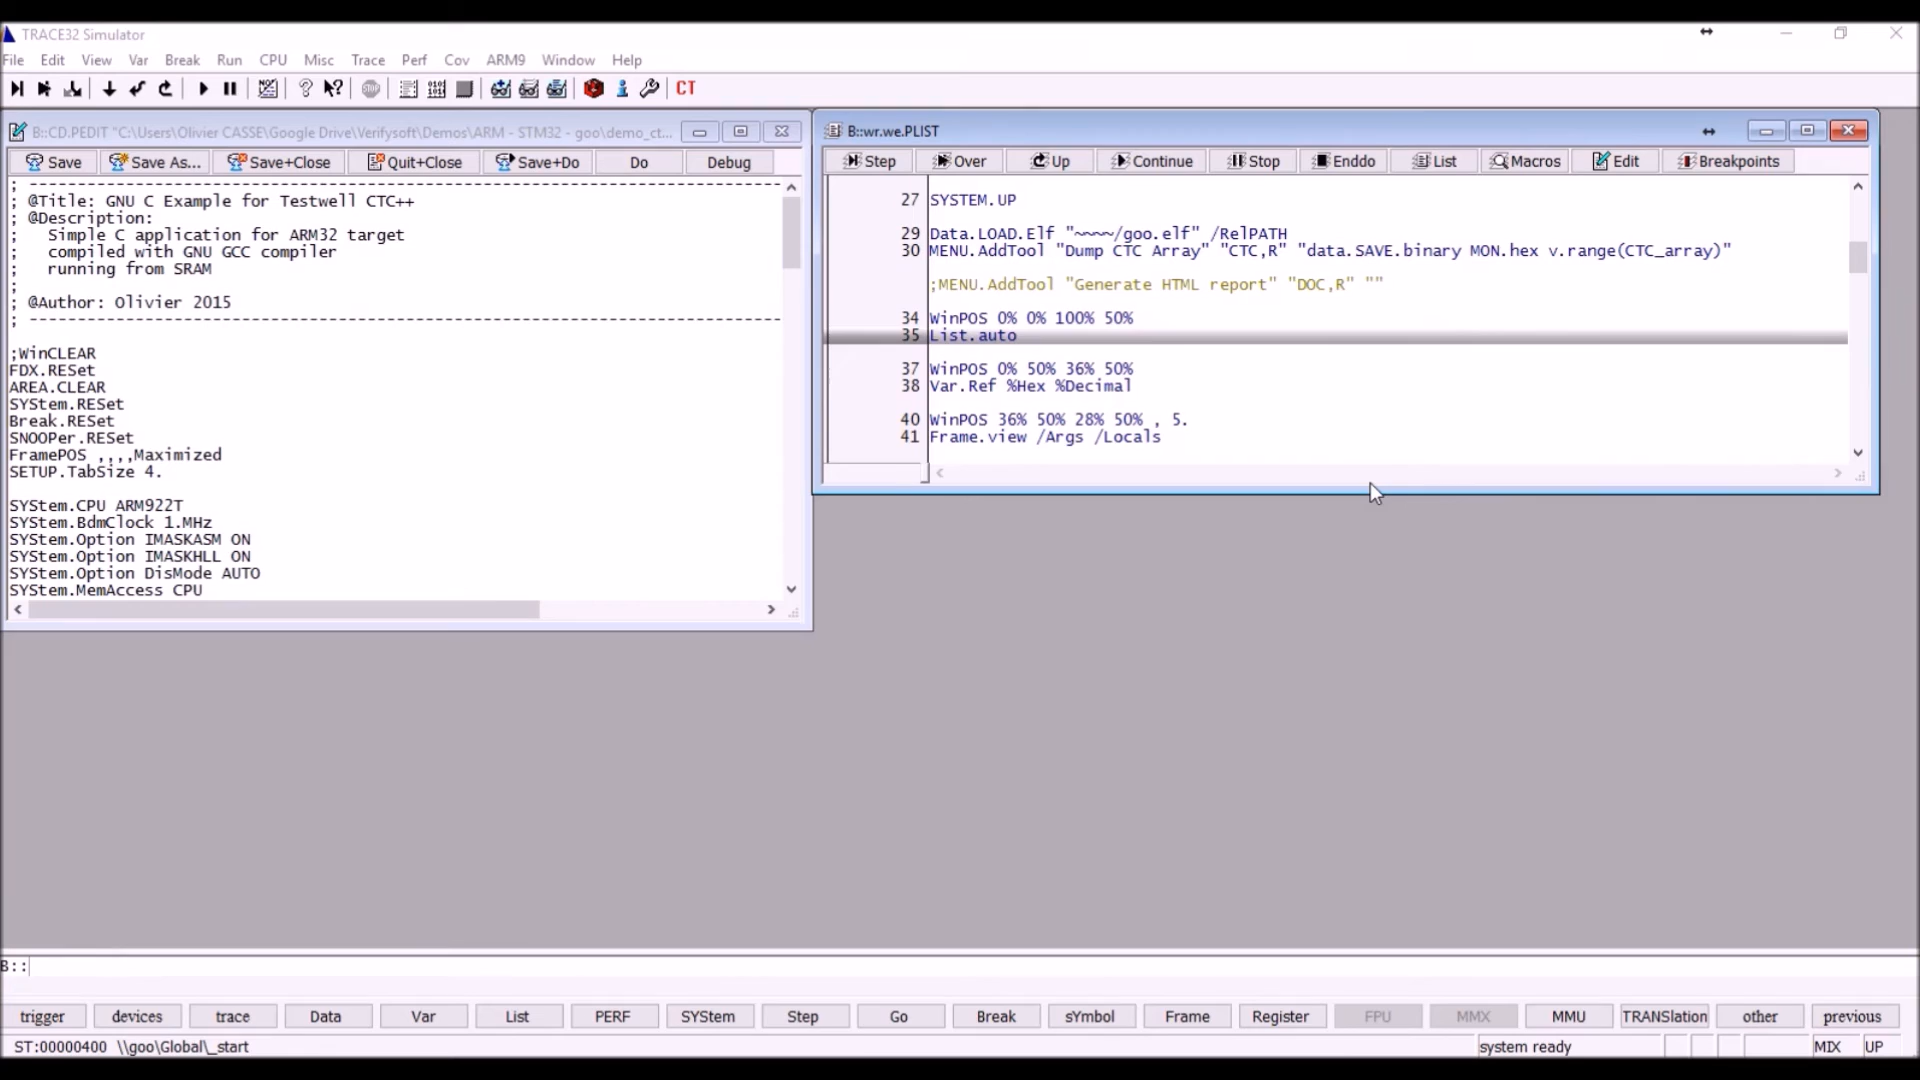 TRACE32 Simulator
File Edit View Var Break Run CPU Misc Trace Perf Cov ARM9 Window Help
CT
B::CD.PEDIT "C:\Users\Olivier CASSE\Google Drive\Verifysoft\Demos\ARM - STM32 - goo\demo_ct...
Save Save As... Save+Close Quit+Close Save+Do Do Debug
; --------------------------------------------------------------------------------
; @Title: GNU C Example for Testwell CTC++
; @Description:
;   Simple C application for ARM32 target
;   compiled with GNU GCC compiler
;   running from SRAM
;
; @Author: Olivier 2015
; --------------------------------------------------------------------------------
;WinCLEAR
FDX.RESet
AREA.CLEAR
SYStem.RESet
Break.RESet
SNOOPer.RESet
FramePOS ,,,,Maximized
SETUP.TabSize 4.
SYStem.CPU ARM922T
SYStem.BdmClock 1.MHz
SYStem.Option IMASKASM ON
SYStem.Option IMASKHLL ON
SYStem.Option DisMode AUTO
SYStem.MemAccess CPU
B::wr.we.PLIST
Step Over Up Continue Stop Enddo List Macros Edit Breakpoints
27 SYSTEM.UP
29 Data.LOAD.Elf "~~~~/goo.elf" /RelPATH
30 MENU.AddTool "Dump CTC Array" "CTC,R" "data.SAVE.binary MON.hex v.range(CTC_array)"
;MENU.AddTool "Generate HTML report" "DOC,R" ""
34 WinPOS 0% 0% 100% 50%
35 List.auto
37 WinPOS 0% 50% 36% 50%
38 Var.Ref %Hex %Decimal
40 WinPOS 36% 50% 28% 50% , 5.
41 Frame.view /Args /Locals
B::
trigger devices trace Data Var List PERF SYStem Step Go Break sYmbol Frame Register FPU MMX MMU TRANSlation other previous
ST:00000400 \\goo\Global\_start system ready MIX UP